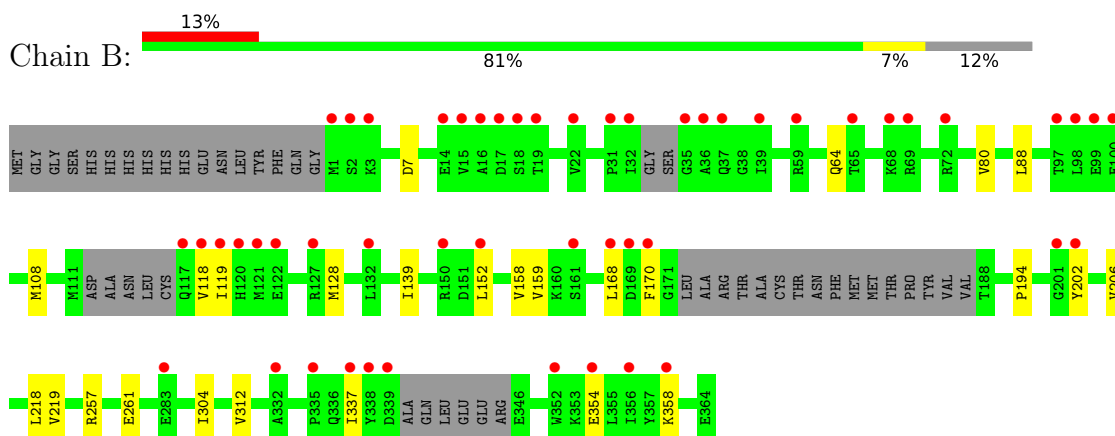 13%
Chain B:
81% 7% 12%
MET GLY GLY SER HIS HIS HIS HIS HIS HIS GLU ASN LEU TYR PHE GLN GLY M1 S2 K3 D7 E14 V15 A16 D17 S18 T19 V22 P31 I32 GLY SER G35 A36 Q37 G38 I39 R59 Q64 T65 K68 R69 R72 V80 L88 T97 L98 E99
M108 M111 ASP ALA ASN LEU CYS Q117 V118 I119 H120 M121 E122 R127 M128 L132 I139 R150 D151 L152 V158 V159 K160 S161 L168 D169 F170 G171 LEU ALA ARG THR ALA CYS THR ASN PHE MET MET THR PRO TYR VAL VAL T188 P194 G201 Y202
L218 V219 R257 E261 E283 I304 V312 A332 P335 Q336 I337 Y338 D339 ALA GLN LEU GLU GLU ARG E346 W352 K353 E354 L355 I356 Y357 K358 E364